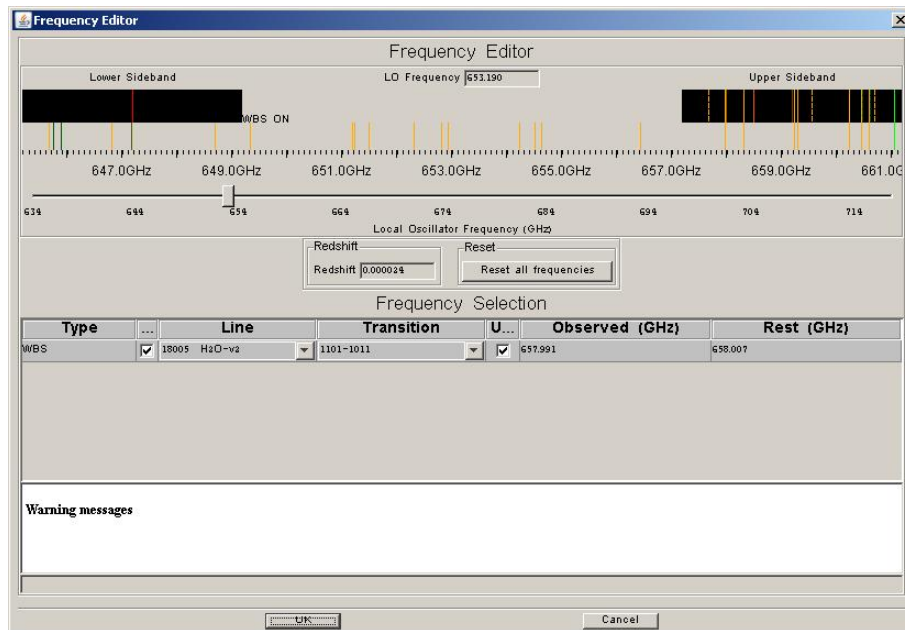 Frequency Editor
Frequency Editor
Lower Sideband LO Frequency 653.190 Upper Sideband
WBS ON
647.0GHz 649.0GHz 651.0GHz 653.0GHz 655.0GHz 657.0GHz 659.0GHz 661.0G
634 644 654 664 674 684 694 704 714
Local Oscillator Frequency (GHz)
Redshift Reset
Redshift 0.000024 Reset all frequencies
Frequency Selection
Type ... Line Transition U... Observed (GHz) Rest (GHz)
WBS 18005 H2O-v2 1101-1011 657.991 658.007
Warning messages
OK Cancel